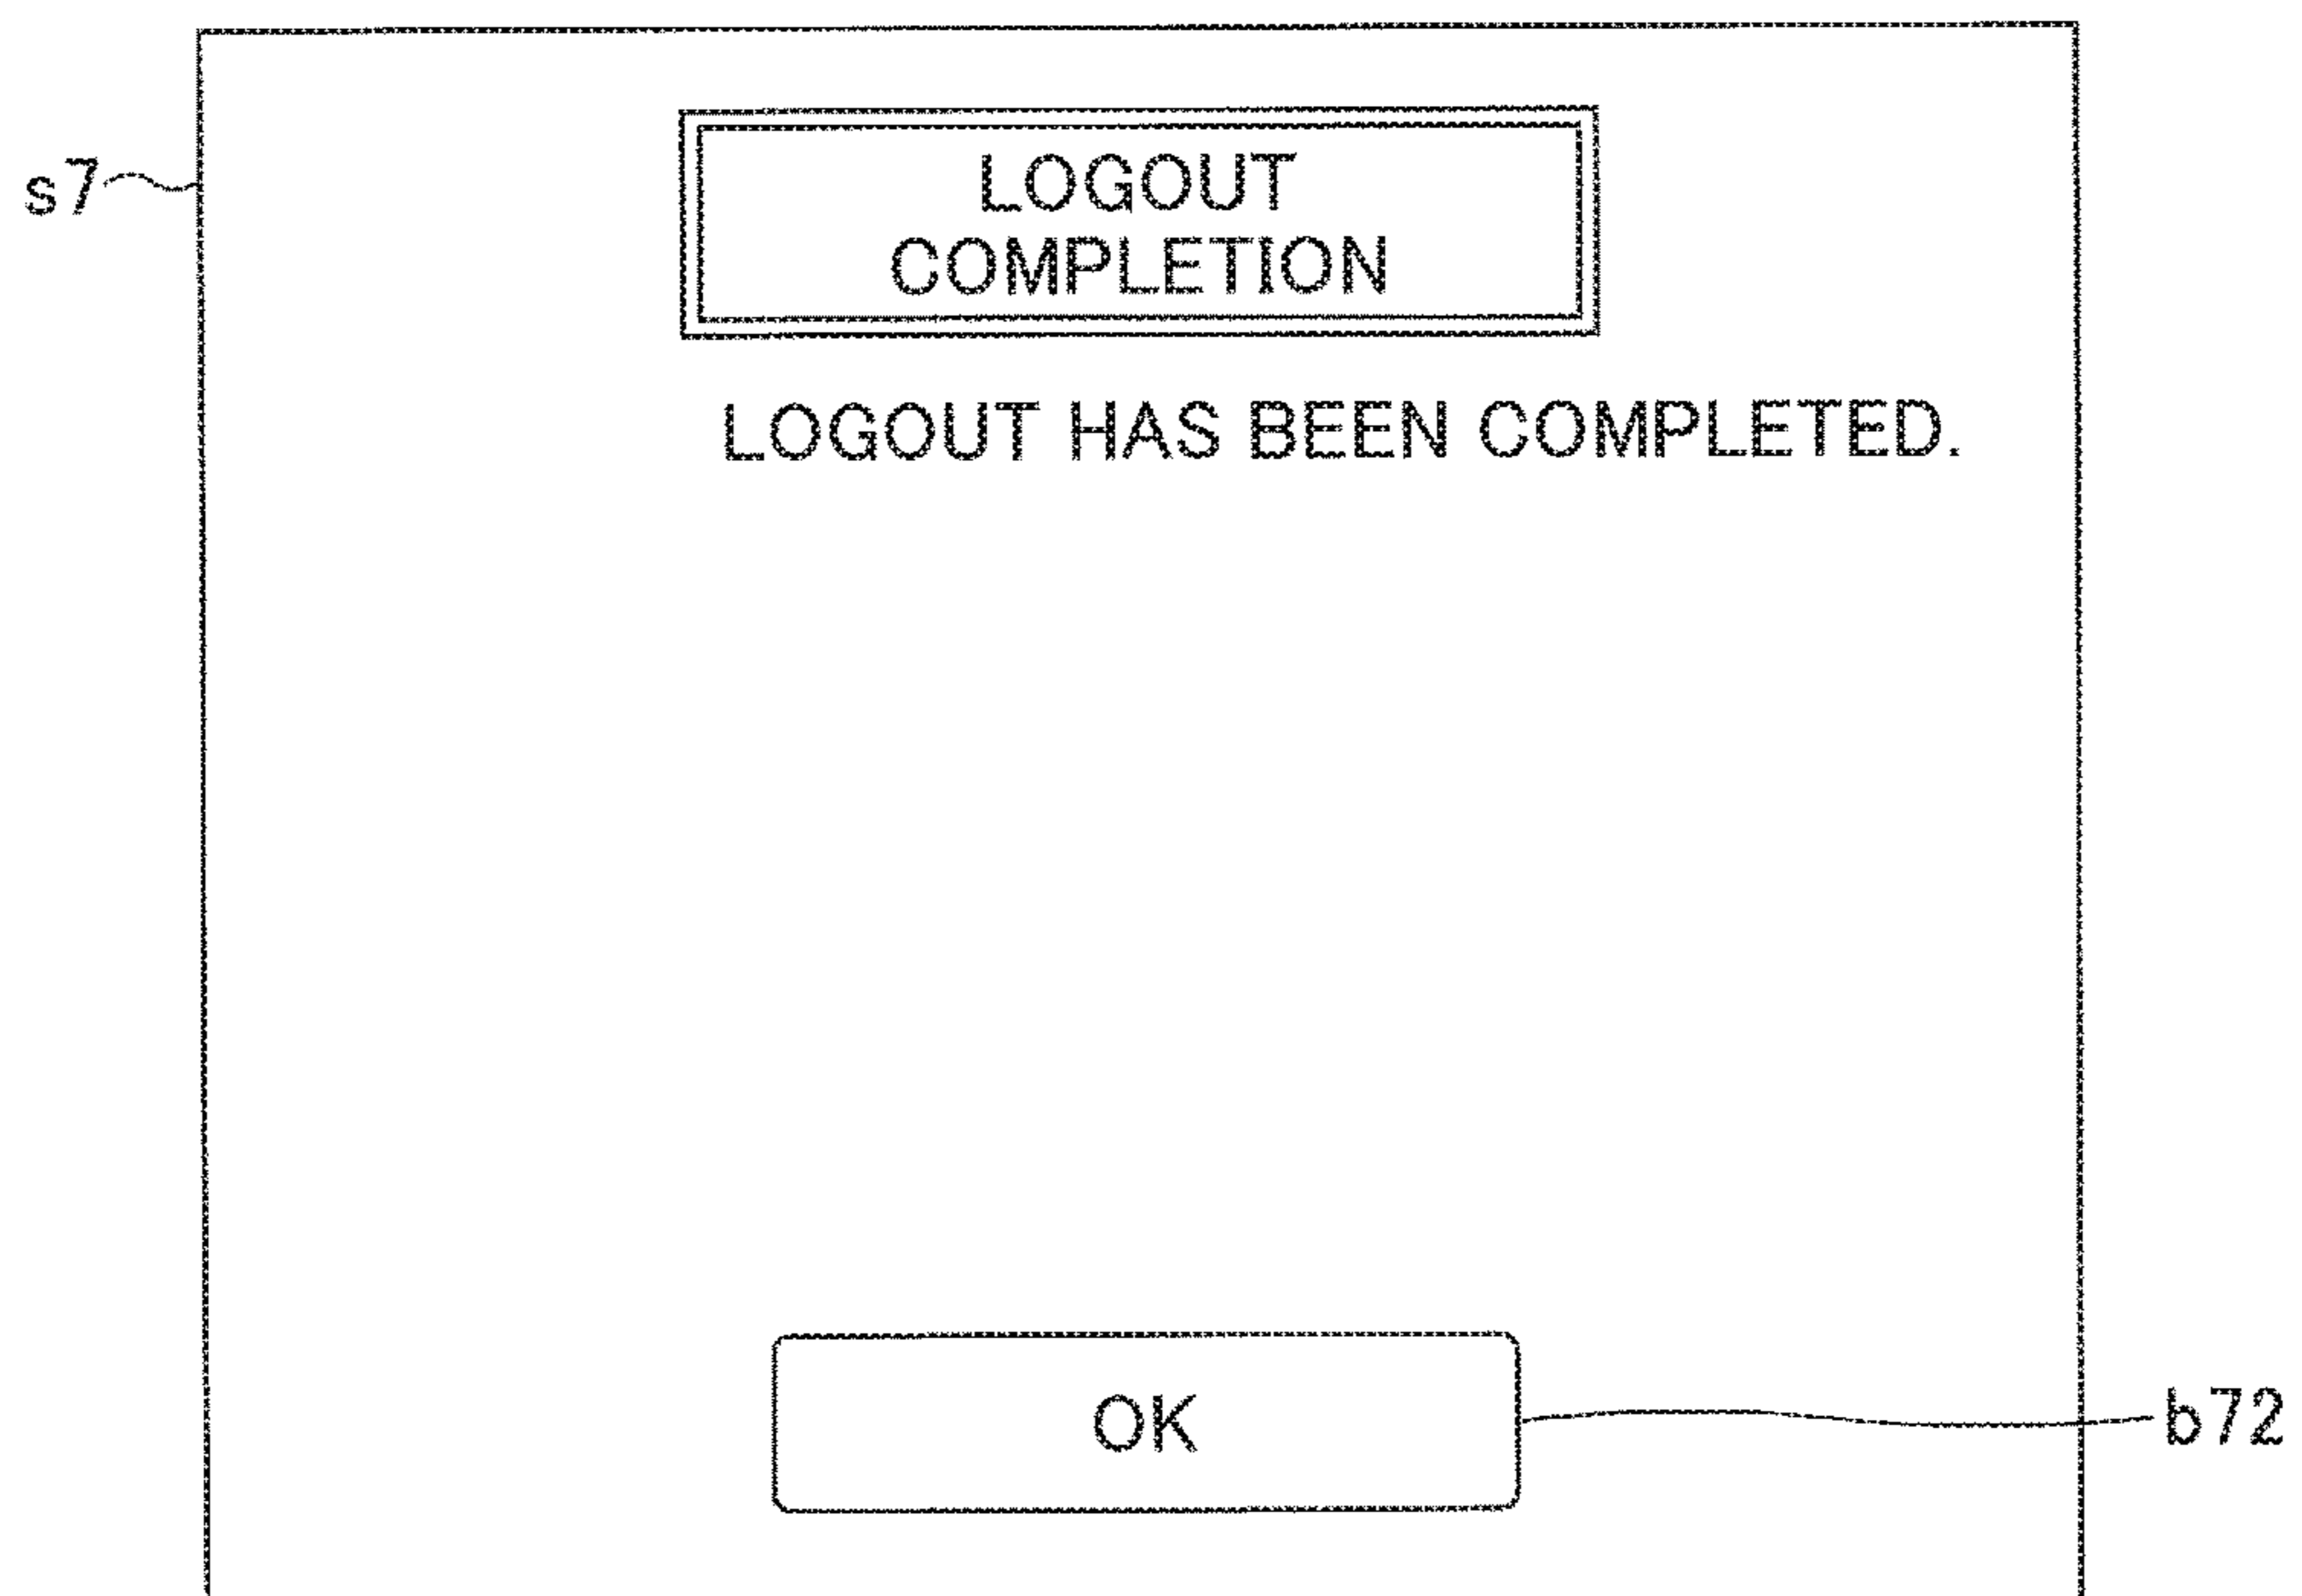 s7
LOGOUT
COMPLETION
LOGOUT HAS BEEN COMPLETED.
OK
b72